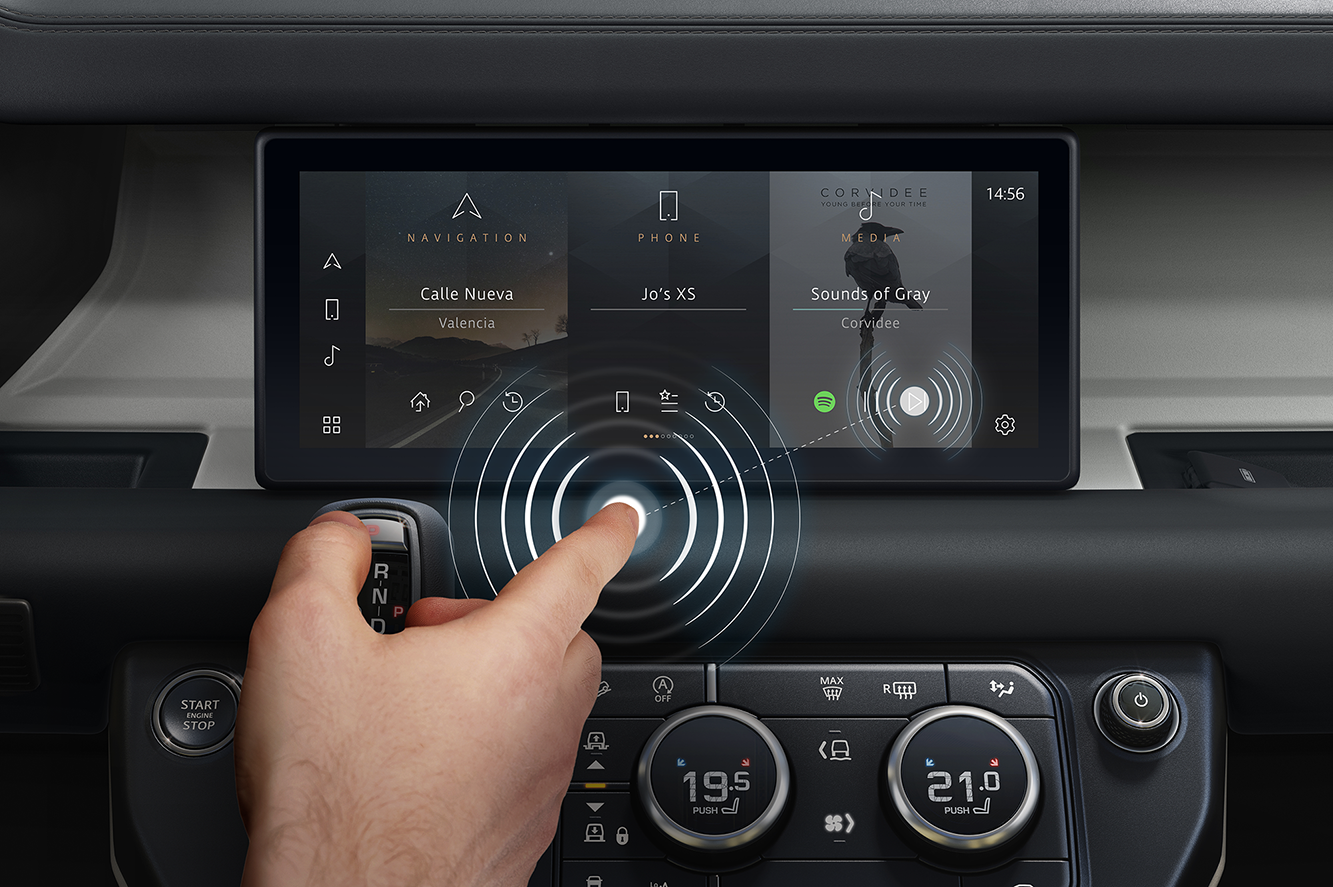 CORVIDEE
YOUNG BEFORE YOUR TIME
14:56
NAVIGATION
PHONE
MEDIA
Calle Nueva
Jo's XS
Sounds of Gray
Valencia
Corvidee
R
N
D
P
START
ENGINE
STOP
A
OFF
MAX
R
19.5
PUSH
21.0
PUSH